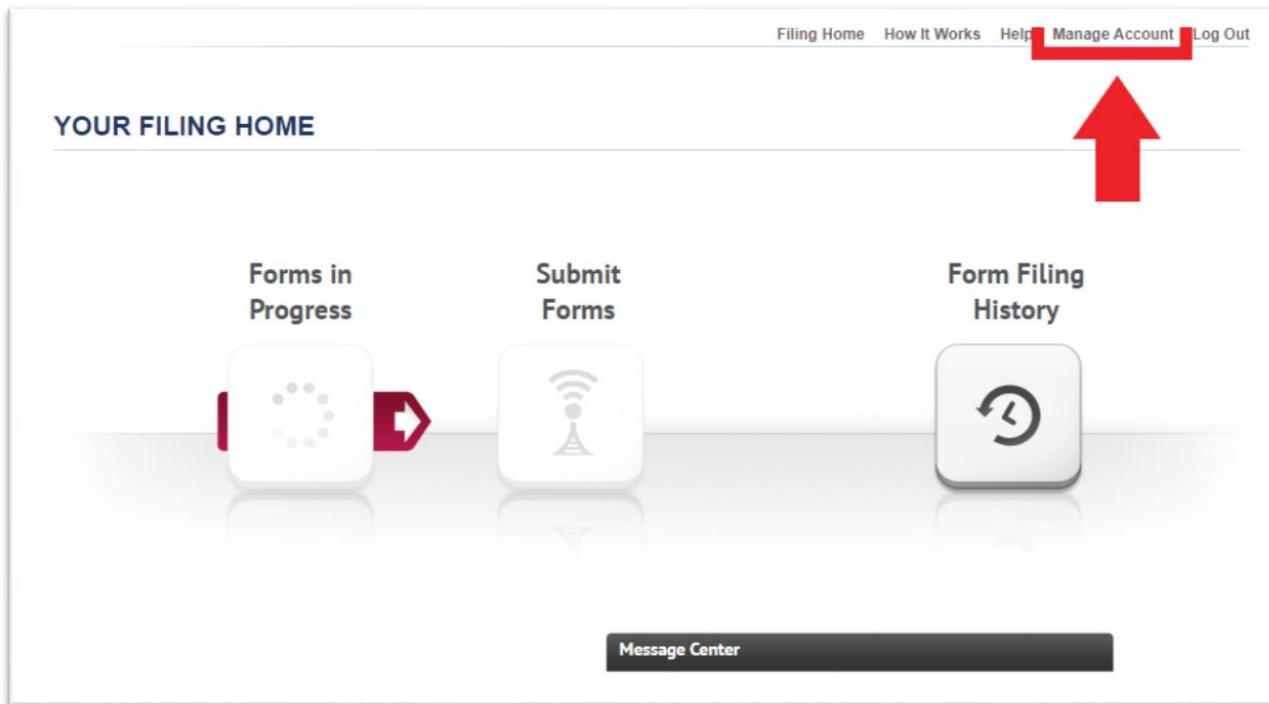 Filing Home How It Works Help Manage Account Log Out
YOUR FILING HOME
Forms in
Progress
Submit
Forms
Form Filing
History
Message Center